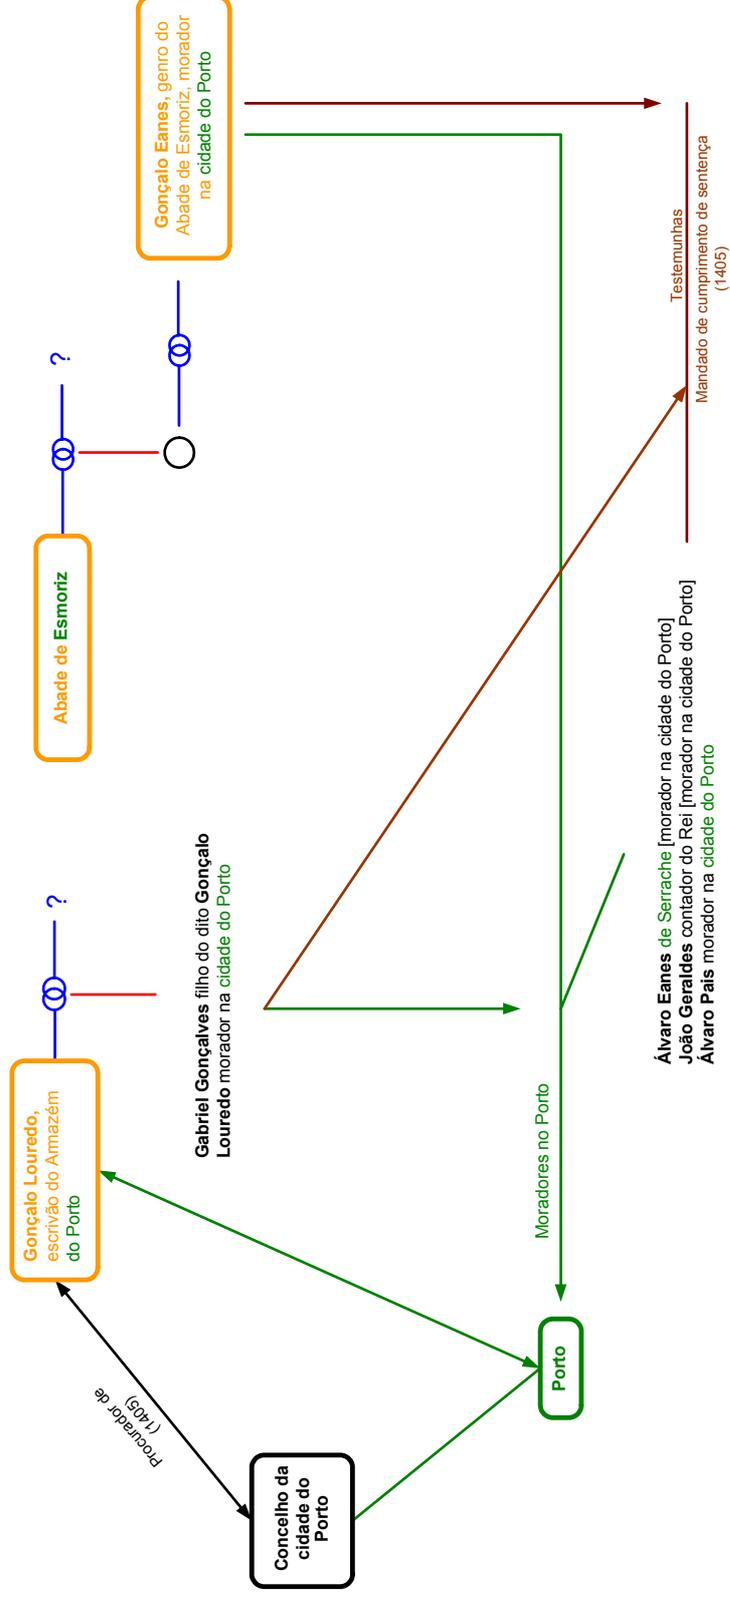 Gonçalo Louredo,
escrivão do Armazém
do Porto
?
Abade de Esmoriz
?
Gonçalo Eanes, genro do
Abade de Esmoriz, morador
na cidade do Porto
Procurador de
(1405)
Concelho da
cidade do
Porto
Gabriel Gonçalves filho do dito Gonçalo
Louredo morador na cidade do Porto
Moradores no Porto
Porto
Álvaro Eanes de Serrache [morador na cidade do Porto]
João Geraldes contador do Rei [morador na cidade do Porto]
Álvaro Pais morador na cidade do Porto
Testemunhas
Mandado de cumprimento de sentença
(1405)